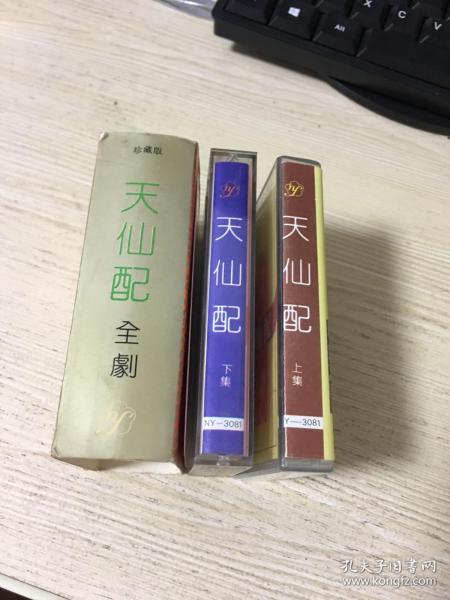 珍藏版
天仙配
全劇
天仙配
下集
NY-3081
天仙配
上集
Y-3081
孔夫子旧书网
www.kongfz.com